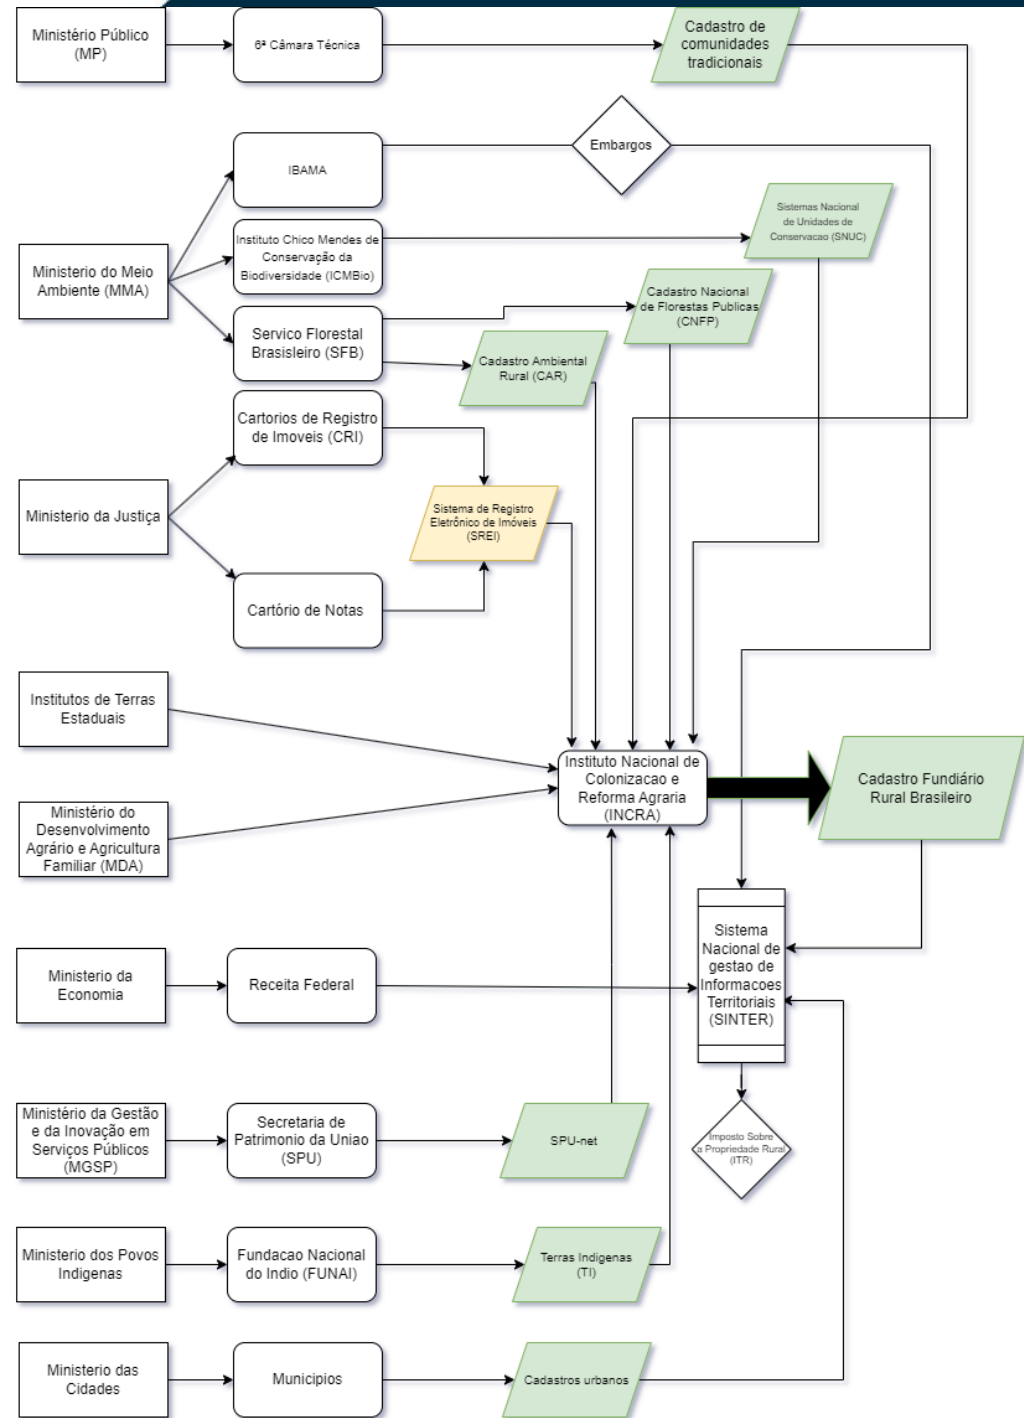 Ministério Público
(MP)
6ª Câmara Técnica
Cadastro de
comunidades
tradicionais
IBAMA
Embargos
Sistemas Nacional
de Unidades de
Conservacao (SNUC)
Ministerio do Meio
Ambiente (MMA)
Instituto Chico Mendes de
Conservação da
Biodiversidade (ICMBio)
Cadastro Nacional
de Florestas Publicas
(CNFP)
Servico Florestal
Brasisleiro (SFB)
Cadastro Ambiental
Rural (CAR)
Cartorios de Registro
de Imoveis (CRI)
Ministerio da Justiça
Sistema de Registro
Eletrônico de Imóveis
(SREI)
Cartório de Notas
Institutos de Terras
Estaduais
Instituto Nacional de
Colonizacao e
Reforma Agraria
(INCRA)
Cadastro Fundiário
Rural Brasileiro
Ministério do
Desenvolvimento
Agrário e Agricultura
Familiar (MDA)
Ministerio da
Economia
Receita Federal
Sistema
Nacional de
gestao de
Informacoes
Territoriais
(SINTER)
Ministério da Gestão
e da Inovação em
Serviços Públicos
(MGSP)
Secretaria de
Patrimonio da Uniao
(SPU)
SPU-net
Imposto Sobre
a Propriedade Rural
(ITR)
Ministerio dos Povos
Indigenas
Fundacao Nacional
do Indio (FUNAI)
Terras Indigenas
(TI)
Ministerio das
Cidades
Municipios
Cadastros urbanos